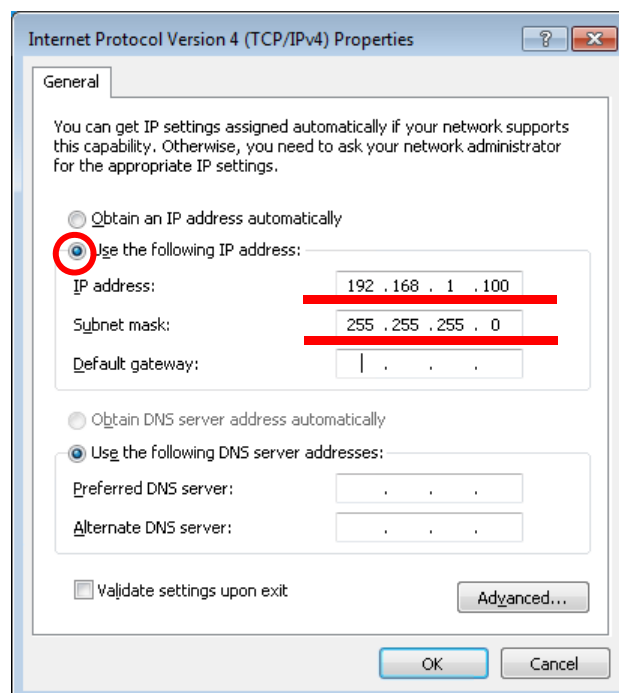 Internet Protocol Version 4 (TCP/IPv4) Properties
General
You can get IP settings assigned automatically if your network supports
this capability. Otherwise, you need to ask your network administrator
for the appropriate IP settings.
Obtain an IP address automatically
Use the following IP address:
IP address: 192 . 168 . 1 . 100
Subnet mask: 255 . 255 . 255 . 0
Default gateway: . . .
Obtain DNS server address automatically
Use the following DNS server addresses:
Preferred DNS server: . . .
Alternate DNS server: . . .
Validate settings upon exit
Advanced...
OK Cancel